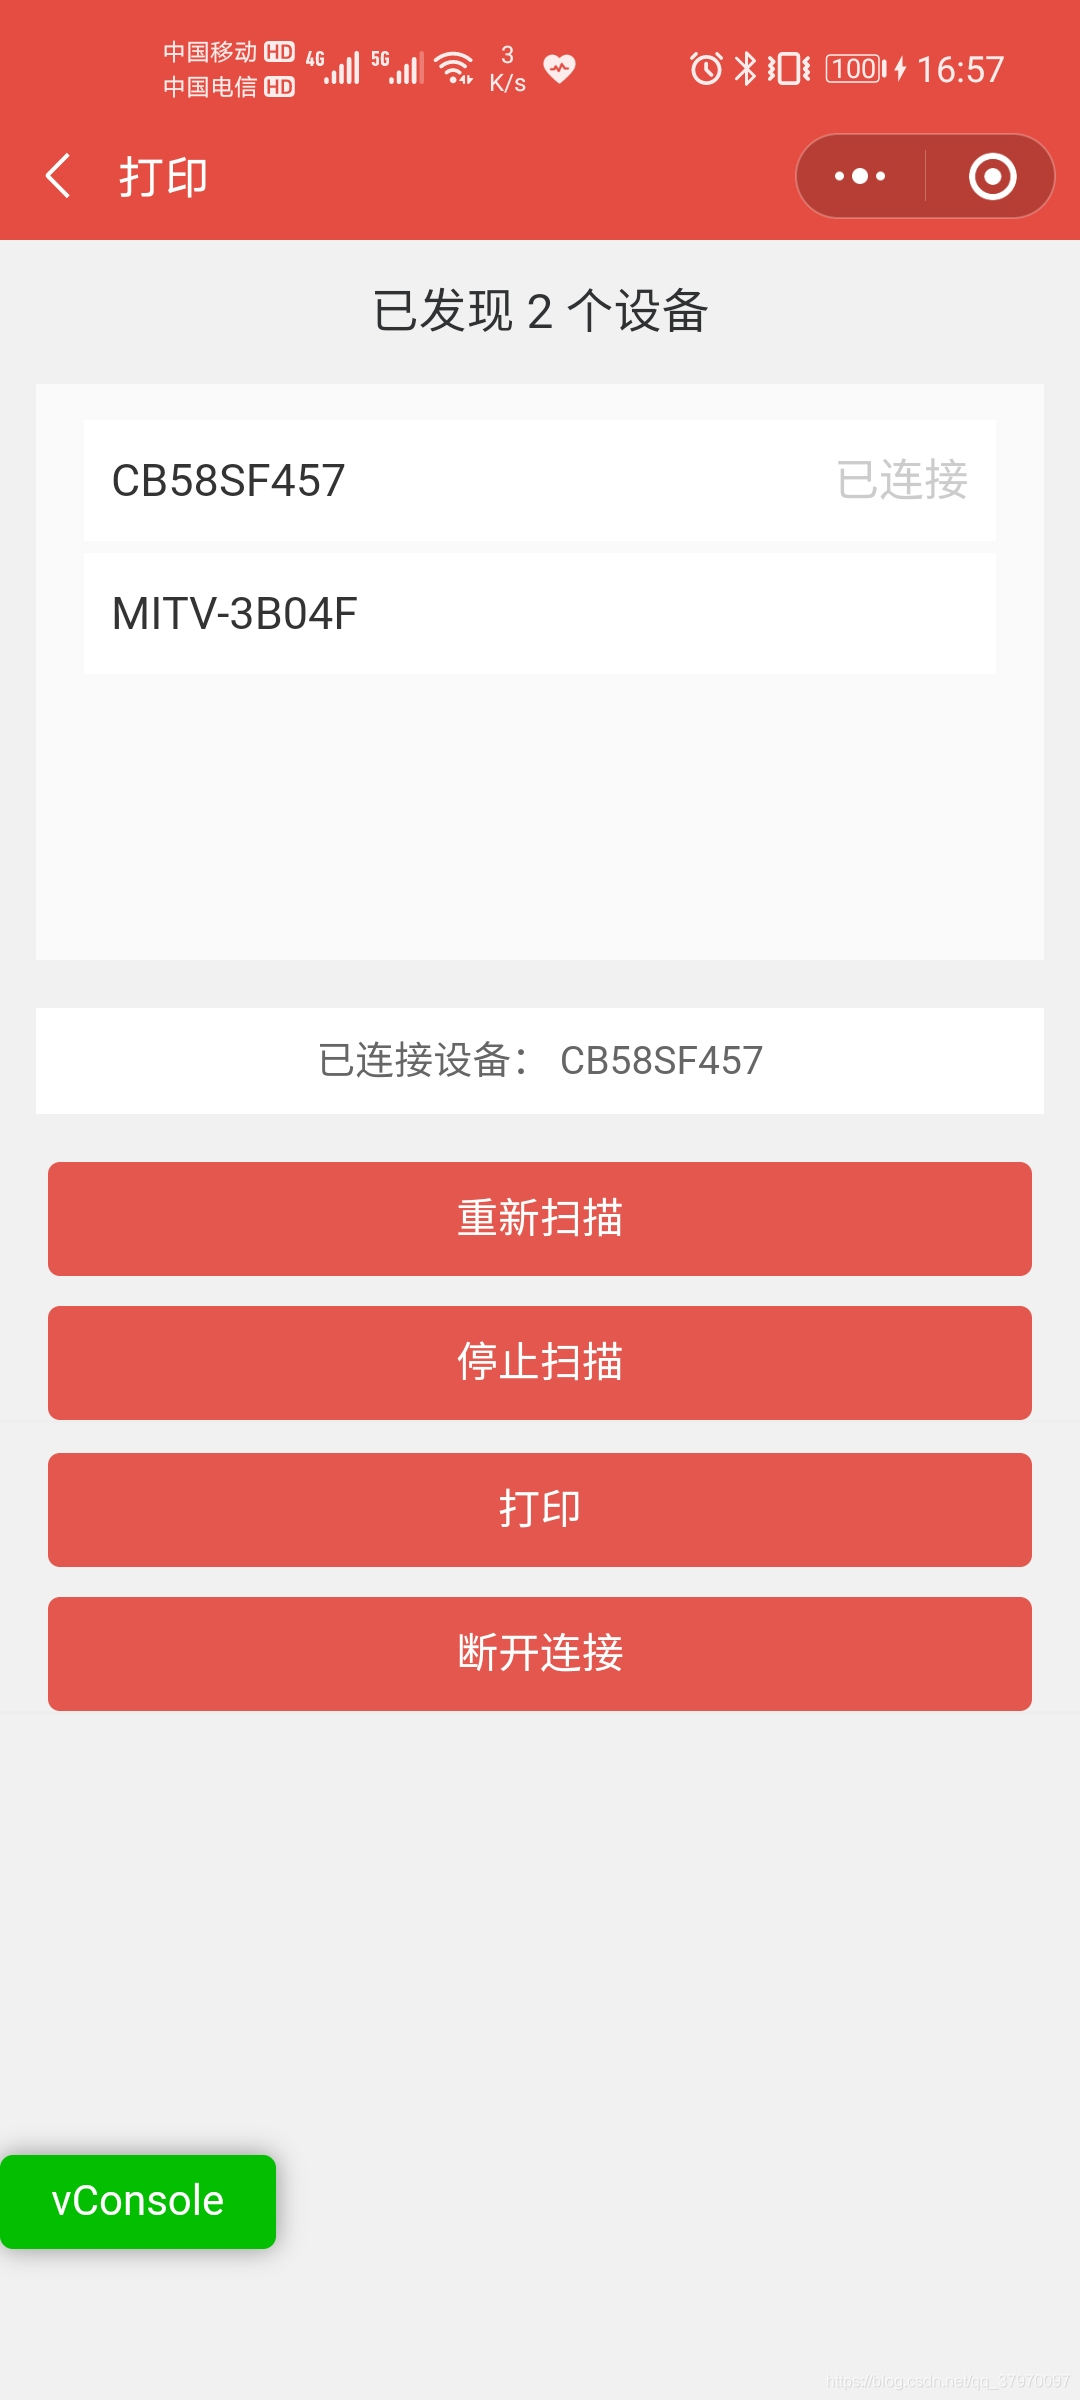 中国移动 HD 4G 5G 3 K/s 100 16:57
中国电信 HD
打印
已发现 2 个设备
CB58SF457 已连接
MITV-3B04F
已连接设备： CB58SF457
重新扫描
停止扫描
打印
断开连接
vConsole
https://blog.csdn.net/qq_37970097